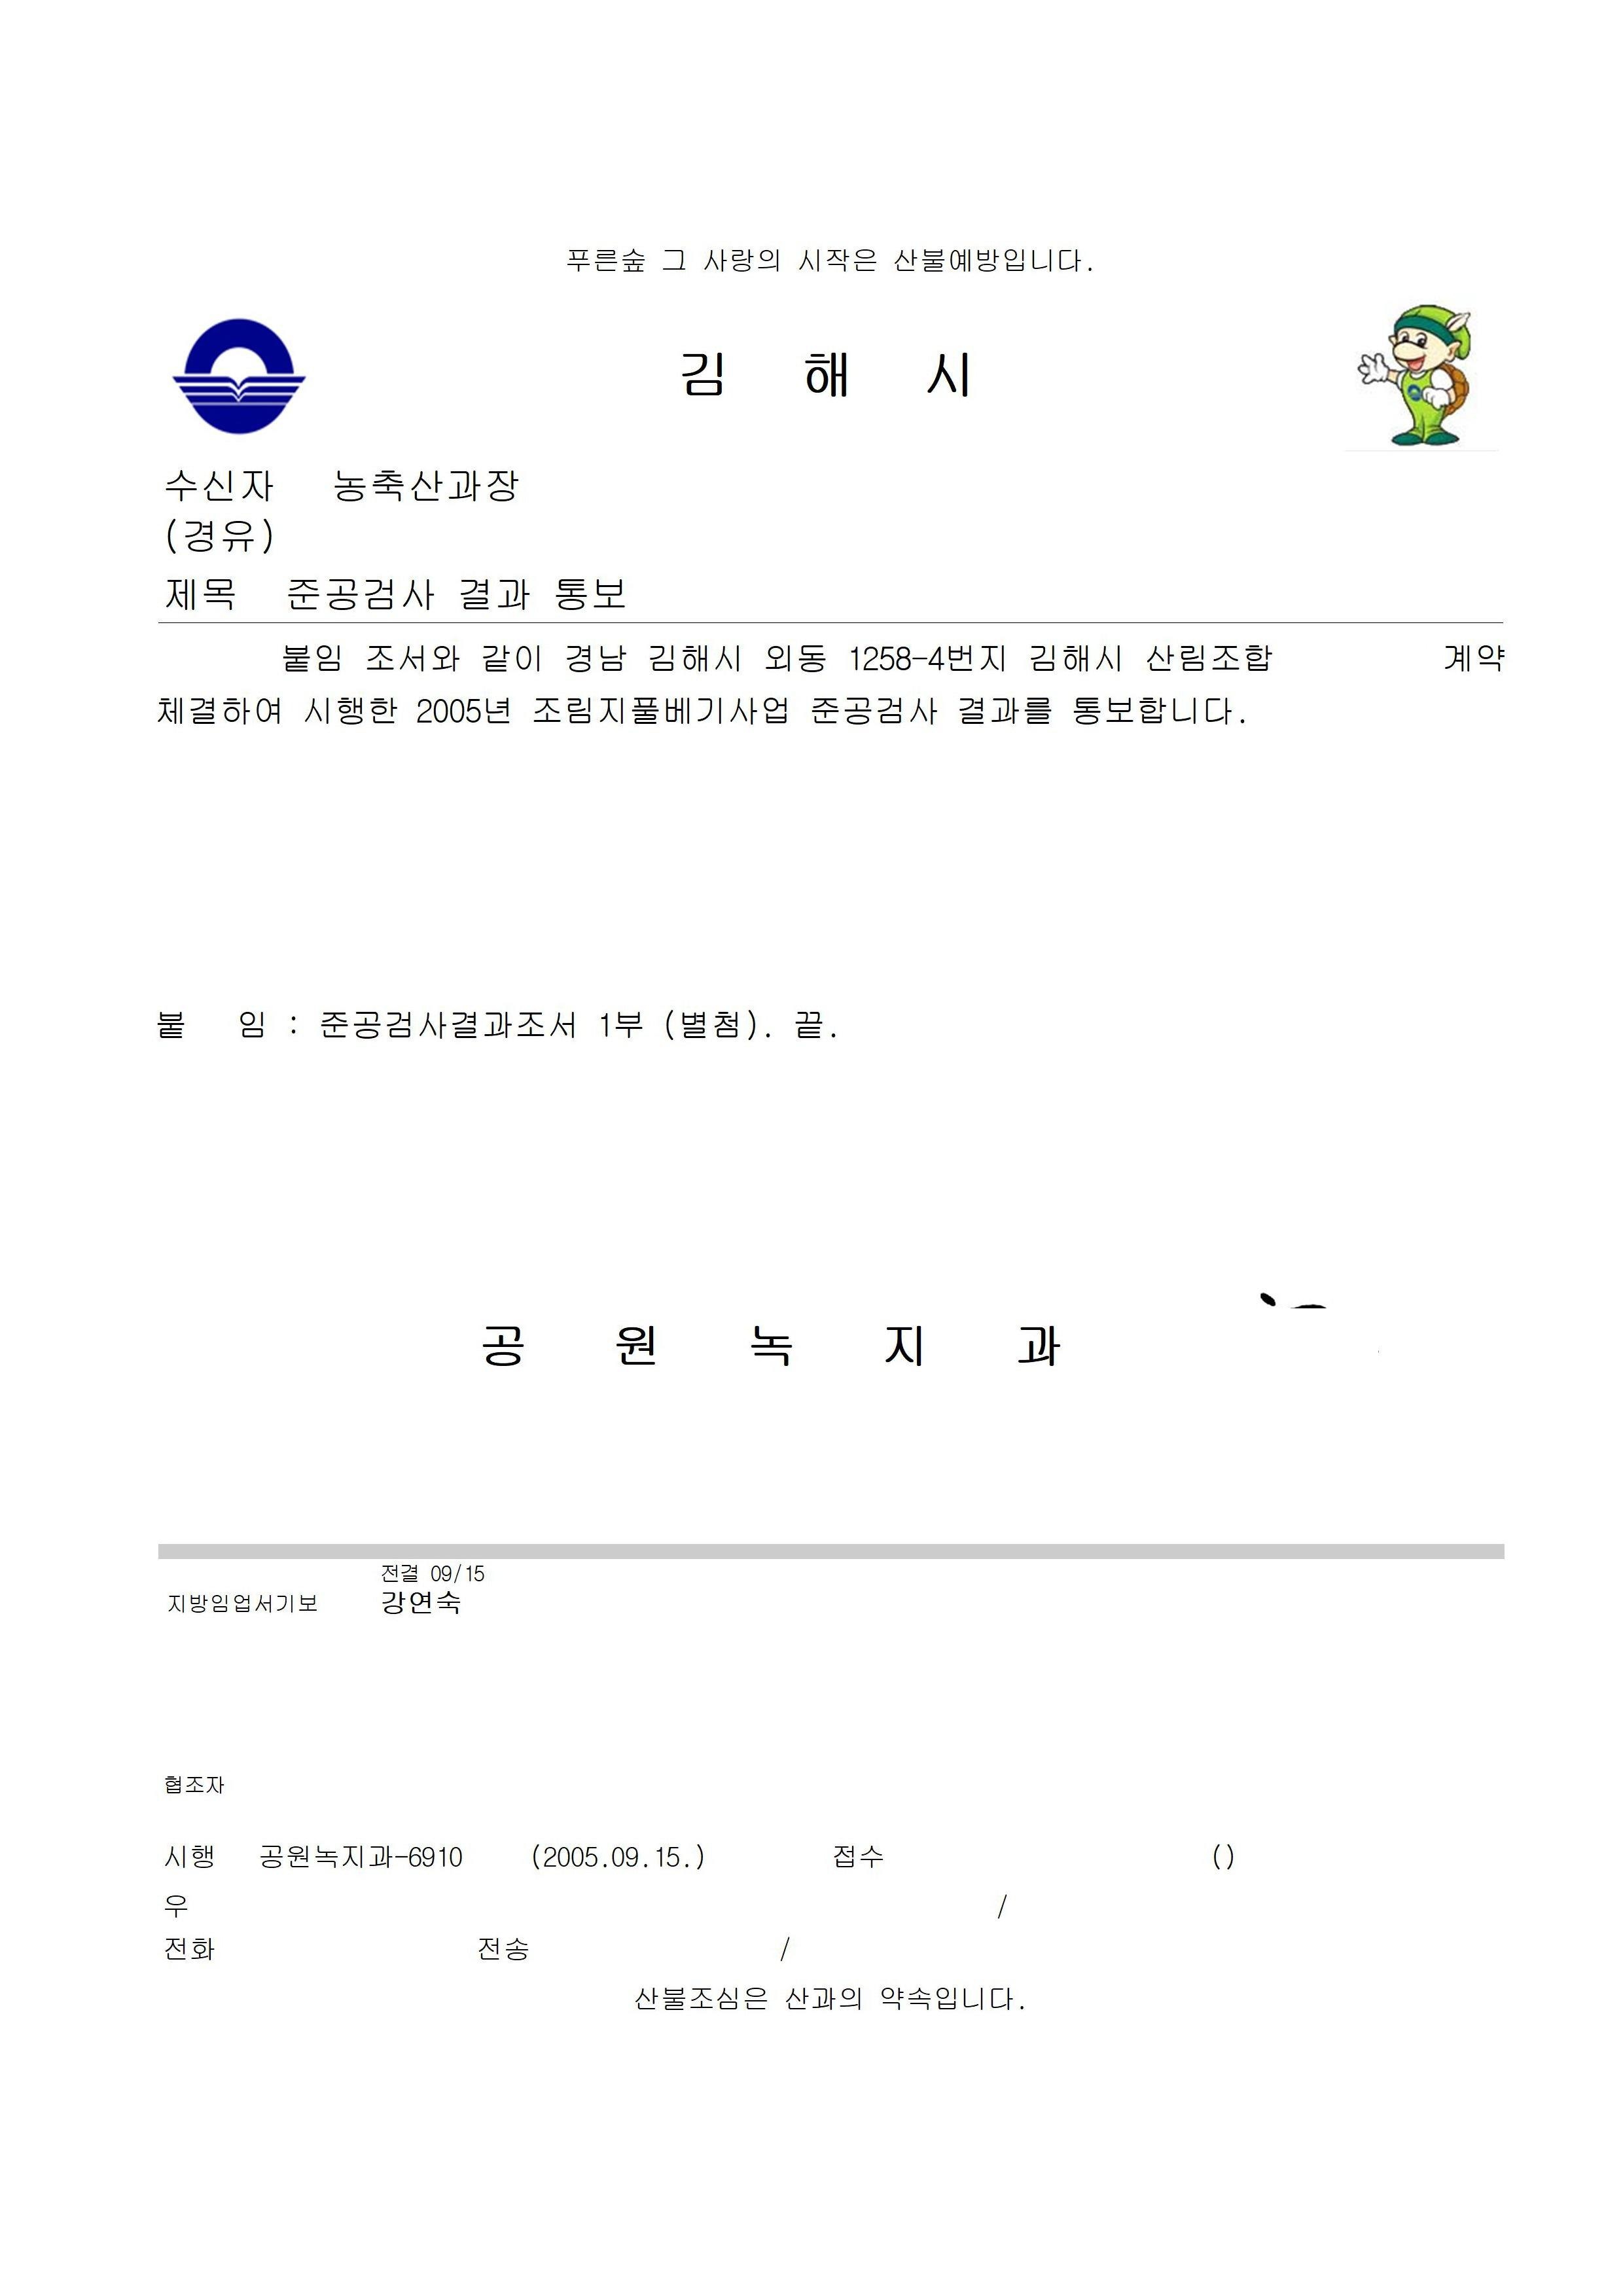 푸른숲 그 사랑의 시작은 산불예방입니다.
김 해 시
수신자 농축산과장
(경유)
제목 준공검사 결과 통보
붙임 조서와 같이 경남 김해시 외동 1258-4번지 김해시 산림조합 계약
체결하여 시행한 2005년 조림지풀베기사업 준공검사 결과를 통보합니다.
붙 임 : 준공검사결과조서 1부 (별첨). 끝.
공 원 녹 지 과
전결 09/15
지방임업서기보 강연숙
협조자
시행 공원녹지과-6910 (2005.09.15.) 접수 ()
우 /
전화 전송 /
산불조심은 산과의 약속입니다.